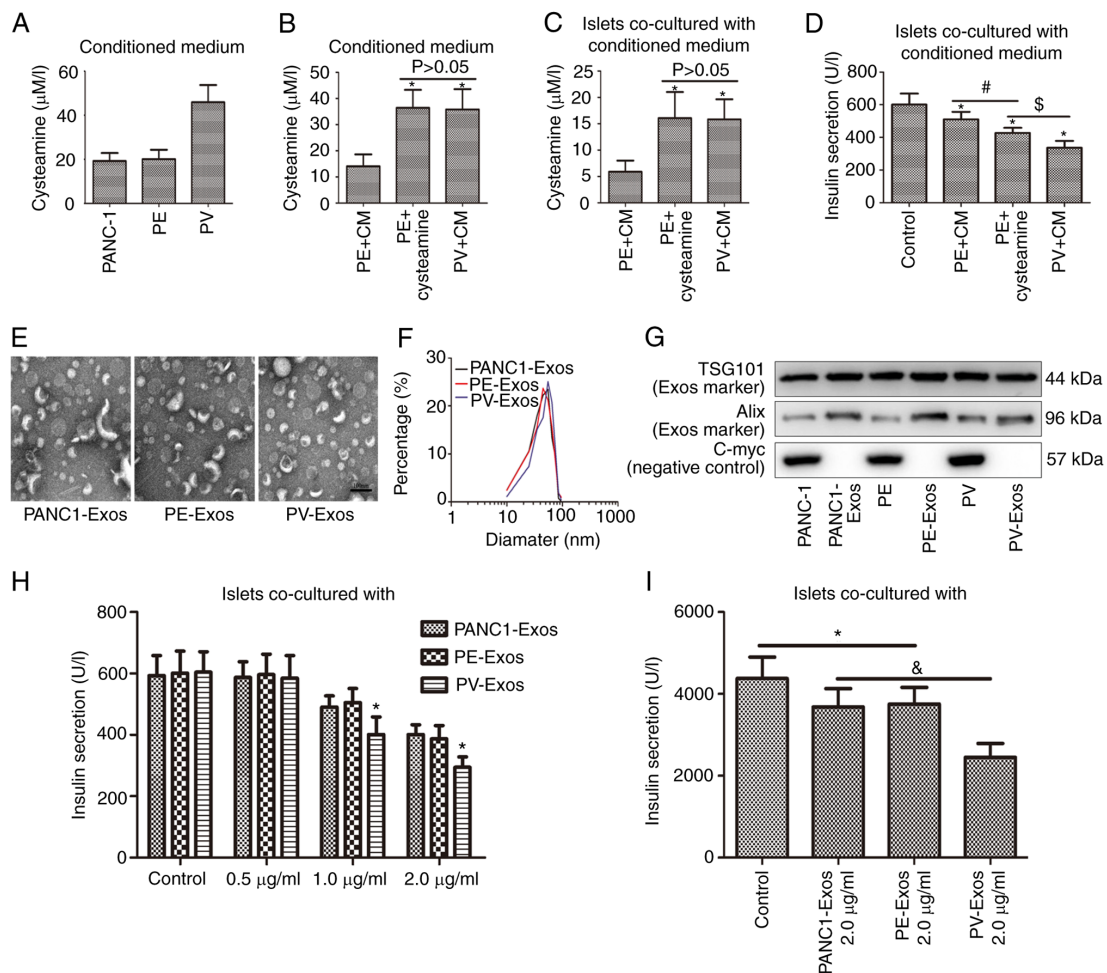 A
Conditioned medium
Cysteamine (μM/l)
60
40
20
0
PANC-1
PE
PV
B
Conditioned medium
P>0.05
Cysteamine (μM/l)
50
40
30
20
10
0
*
*
PE+CM
PE+
cysteamine
PV+CM
C
Islets co-cultured with
conditioned medium
P>0.05
Cysteamine (μM/l)
25
20
15
10
5
0
*
*
PE+CM
PE+
cysteamine
PV+CM
D
Islets co-cultured with
conditioned medium
Insulin secretion (U/l)
800
600
400
200
0
#
$
*
*
*
Control
PE+CM
PE+
cysteamine
PV+CM
E
PANC1-Exos
PE-Exos
PV-Exos
F
Percentage (%)
30
20
10
0
PANC1-Exos
PE-Exos
PV-Exos
1
10
100
1000
Diamater (nm)
G
TSG101
(Exos marker)
44 kDa
Alix
(Exos marker)
96 kDa
C-myc
(negative control)
57 kDa
PANC-1
PANC1-
Exos
PE
PE-Exos
PV
PV-Exos
H
Islets co-cultured with
Insulin secretion (U/l)
800
600
400
200
0
PANC1-Exos
PE-Exos
PV-Exos
*
*
Control
0.5 μg/ml
1.0 μg/ml
2.0 μg/ml
I
Islets co-cultured with
Insulin secretion (U/l)
6000
4000
2000
0
*
&
Control
PANC1-Exos
2.0 μg/ml
PE-Exos
2.0 μg/ml
PV-Exos
2.0 μg/ml